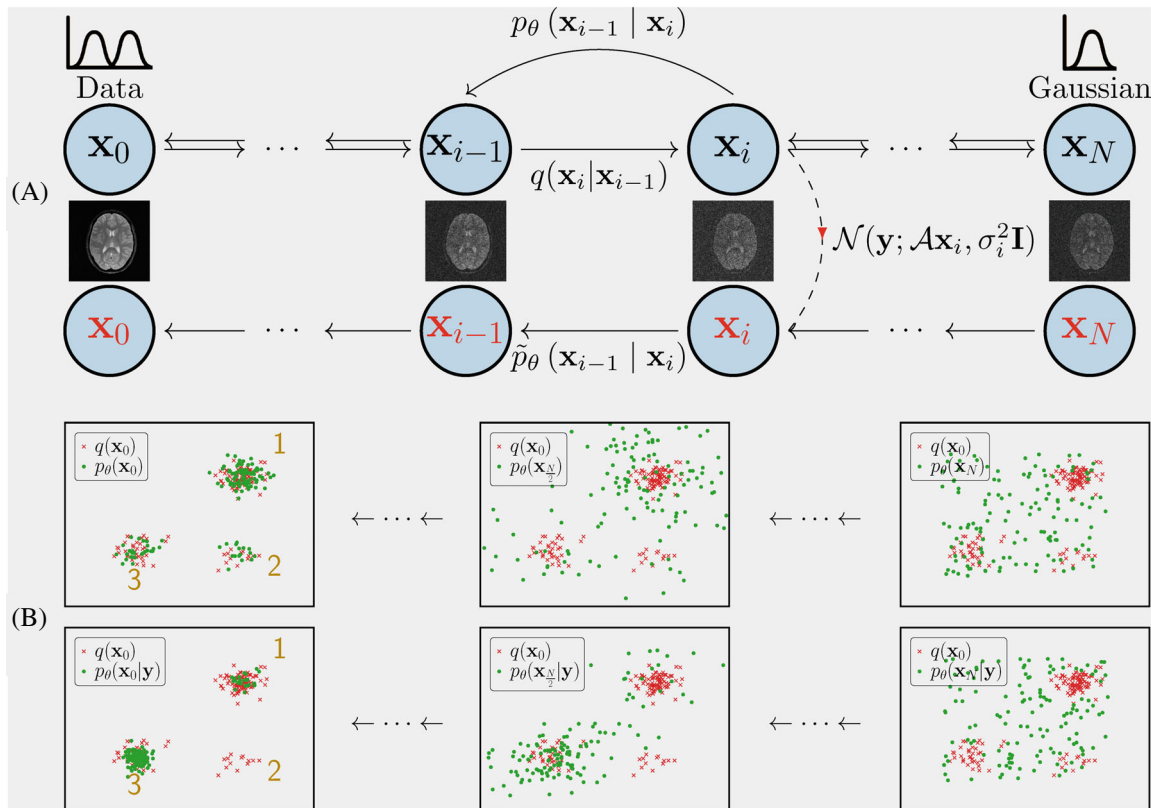 p_θ (x_{i−1} | x_i)
Data
Gaussian
x_0 ··· x_{i−1} x_i ··· x_N
q(x_i|x_{i−1})
(A)
N(y; Ax_i, σ_i^2 I)
x_0 ··· x_{i−1} x_i ··· x_N
p̃_θ (x_{i−1} | x_i)
× q(x_0)
● p_θ(x_0)
1
2
3
← ··· ←
× q(x_0)
● p_θ(x_{N/2})
← ··· ←
× q(x_0)
● p_θ(x_N)
(B)
× q(x_0)
● p_θ(x_0|y)
1
2
3
← ··· ←
× q(x_0)
● p_θ(x_{N/2}|y)
← ··· ←
× q(x_0)
● p_θ(x_N|y)